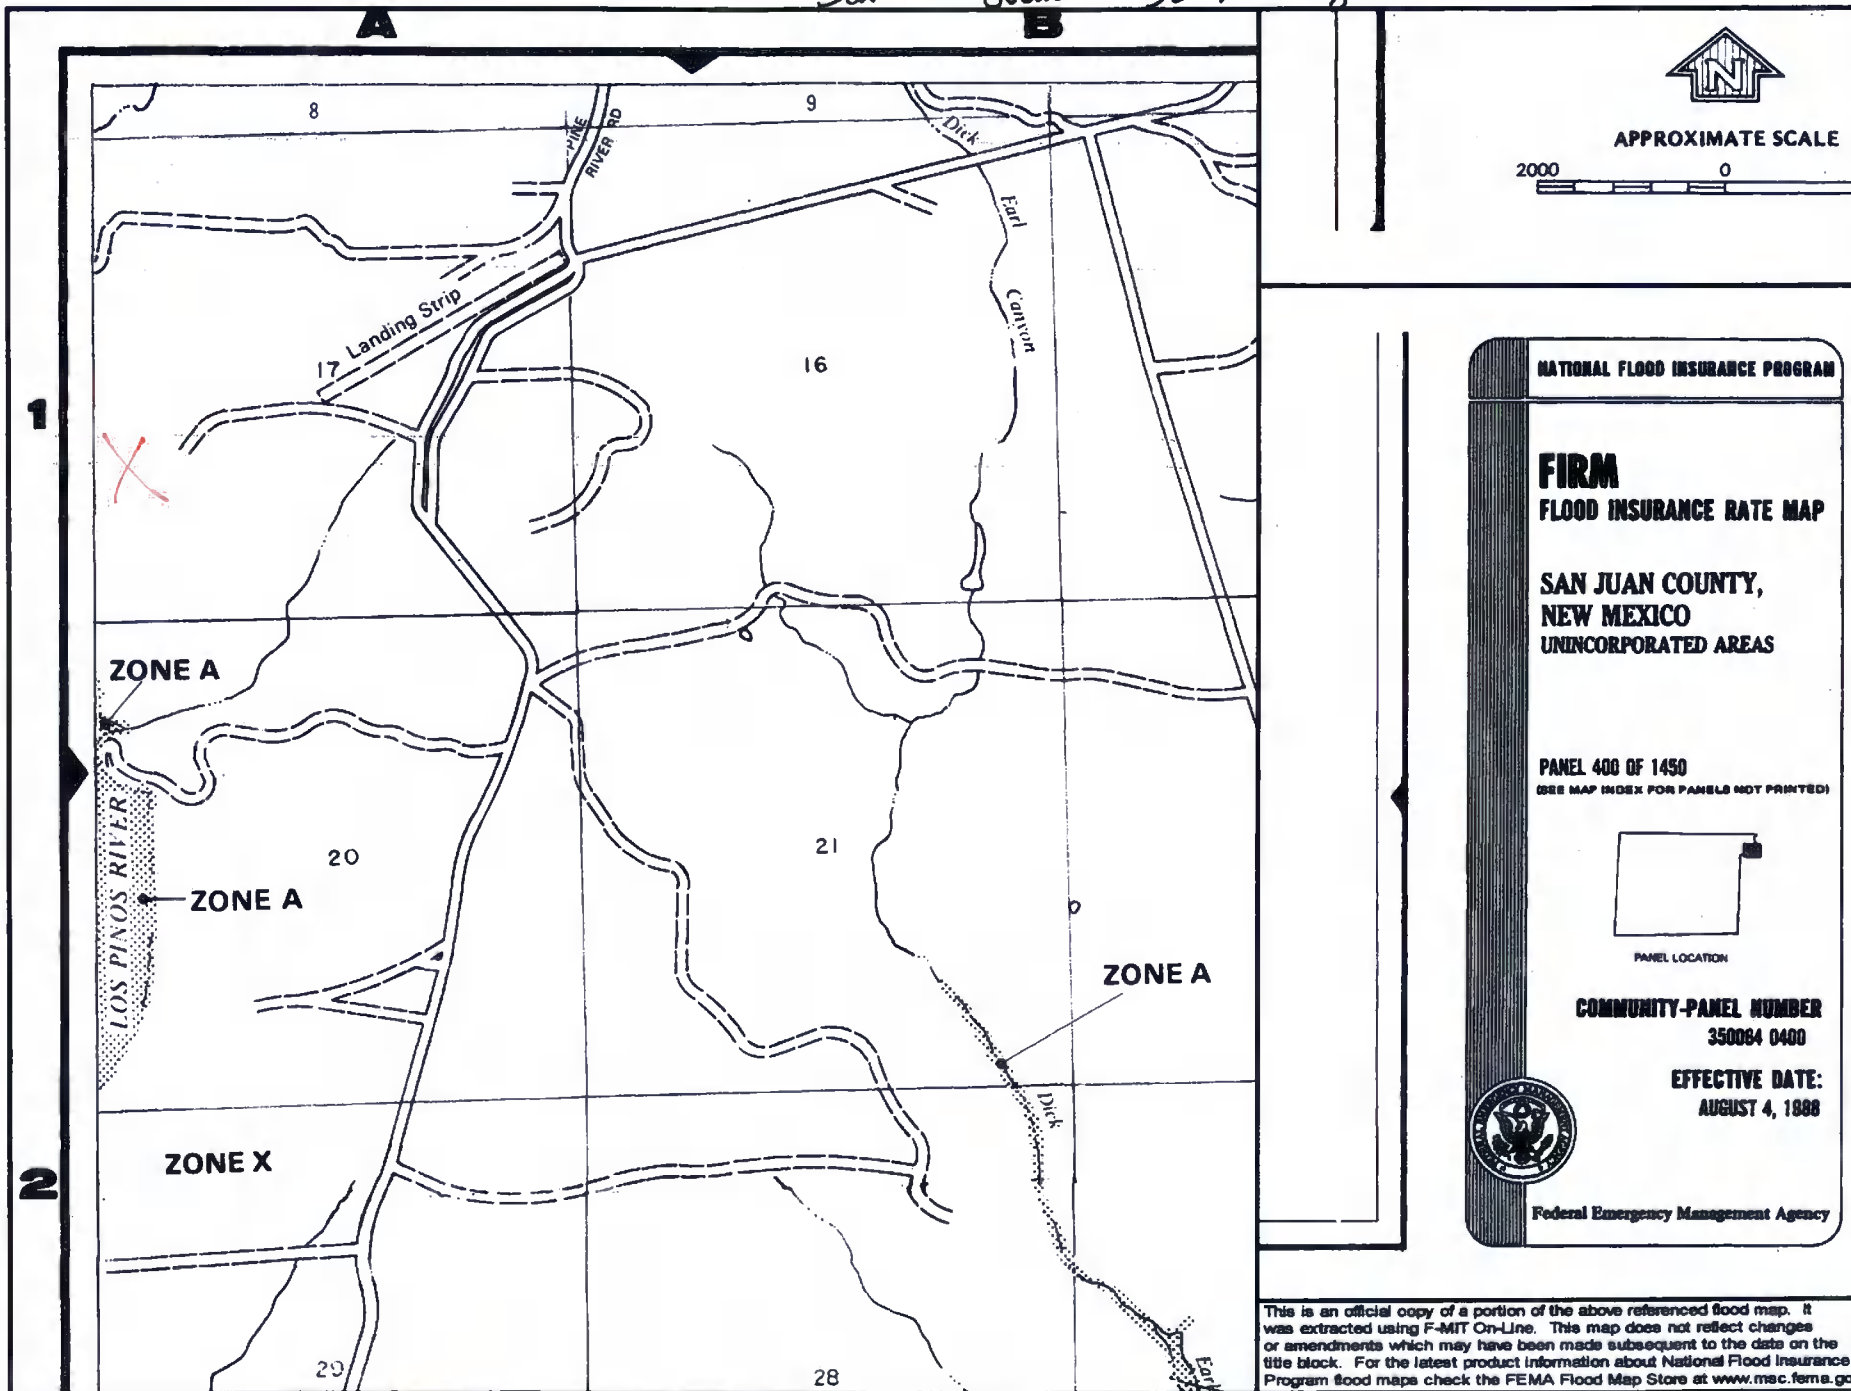 A
B
8
9
PINE
RIVER RD
Dick
Earl
Canyon
Landing Strip
17
16
1
ZONE A
LOS PINOS RIVER
20
ZONE A
21
ZONE A
Dick
ZONE X
2
29
28
Earl
N
APPROXIMATE SCALE
2000
0
NATIONAL FLOOD INSURANCE PROGRAM
FIRM
FLOOD INSURANCE RATE MAP
SAN JUAN COUNTY,
NEW MEXICO
UNINCORPORATED AREAS
PANEL 400 OF 1450
(SEE MAP INDEX FOR PANELS NOT PRINTED)
PANEL LOCATION
COMMUNITY-PANEL NUMBER
350064 0400
EFFECTIVE DATE:
AUGUST 4, 1988
Federal Emergency Management Agency
This is an official copy of a portion of the above referenced flood map. It
was extracted using F-MIT On-Line. This map does not reflect changes
or amendments which may have been made subsequent to the date on the
title block. For the latest product information about National Flood Insurance
Program flood maps check the FEMA Flood Map Store at www.msc.fema.go